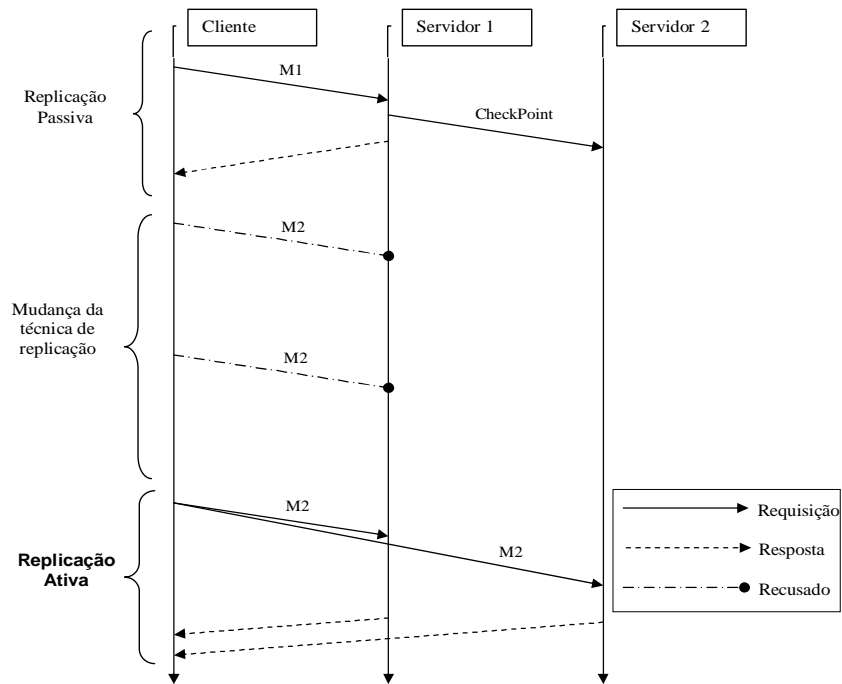 Cliente
Servidor 1
Servidor 2
M1
Replicação
Passiva
CheckPoint
M2
Mudança da
técnica de
replicação
M2
M2
M2
Replicação
Ativa
Requisição
Resposta
Recusado